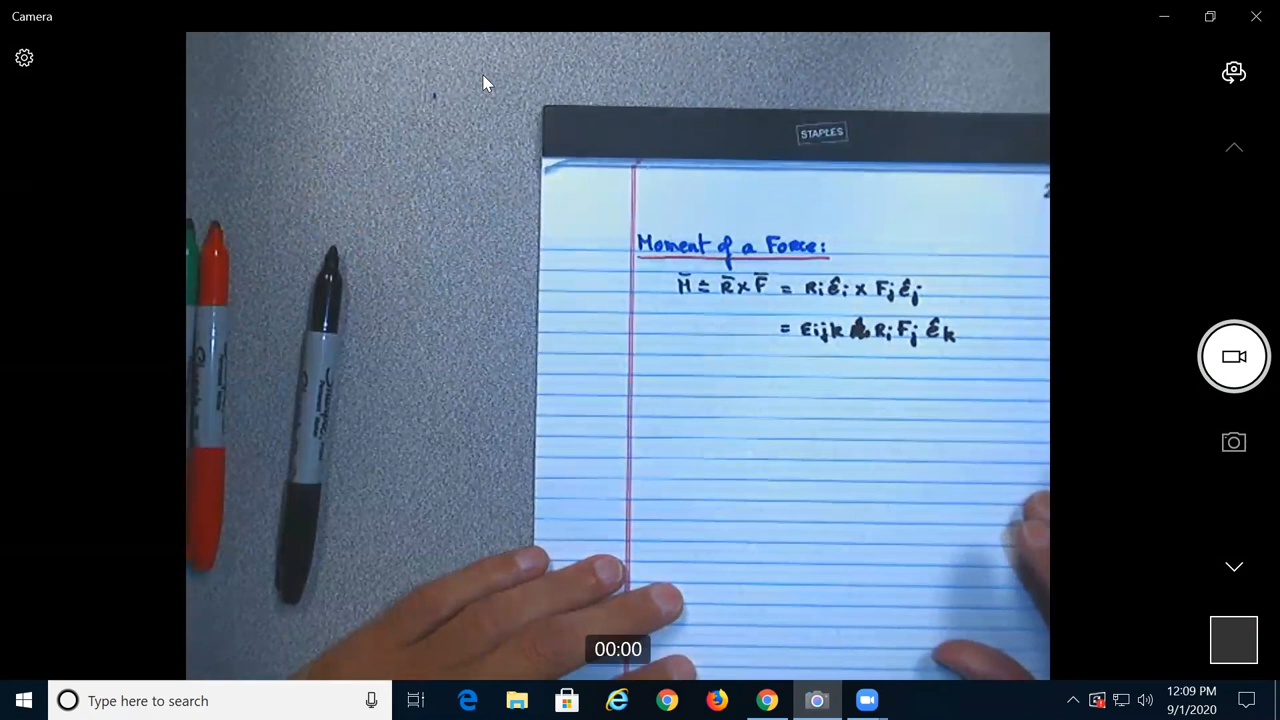 Camera
STAPLES
2
Moment of a Force:
M̄ ≐ R̄ × F̄ = Rᵢ êᵢ × Fⱼ êⱼ
= εᵢⱼₖ Rᵢ Fⱼ êₖ
00:00
Type here to search
12:09 PM
9/1/2020